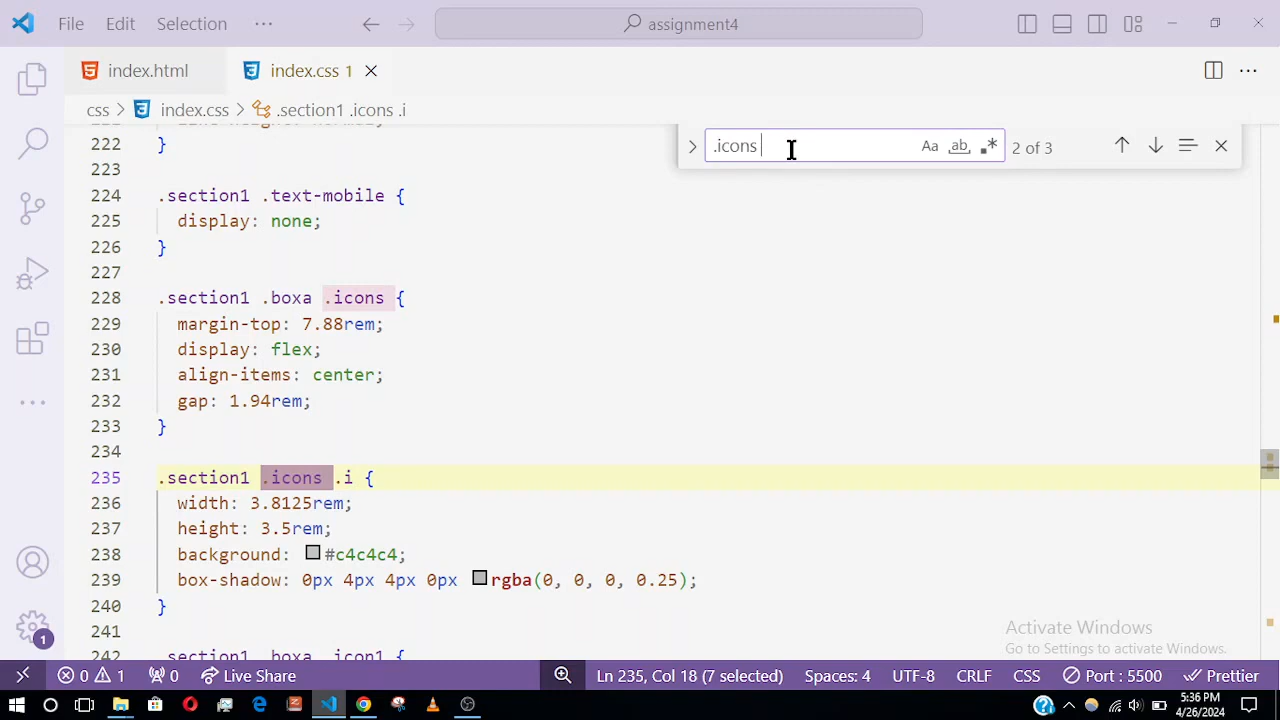 File Edit Selection ··· assignment4
index.html index.css 1
css > index.css > .section1 .icons .i
.icons Aa ab .* 2 of 3
222 }
223
224 .section1 .text-mobile {
225 display: none;
226 }
227
228 .section1 .boxa .icons {
229 margin-top: 7.88rem;
230 display: flex;
231 align-items: center;
232 gap: 1.94rem;
233 }
234
235 .section1 .icons .i {
236 width: 3.8125rem;
237 height: 3.5rem;
238 background: #c4c4c4;
239 box-shadow: 0px 4px 4px 0px rgba(0, 0, 0, 0.25);
240 }
241
242 .section1 .boxa .icon1 {
Activate Windows
Go to Settings to activate Windows.
1
0 1 0 Live Share Ln 235, Col 18 (7 selected) Spaces: 4 UTF-8 CRLF CSS Port : 5500 Prettier
5:36 PM
4/26/2024